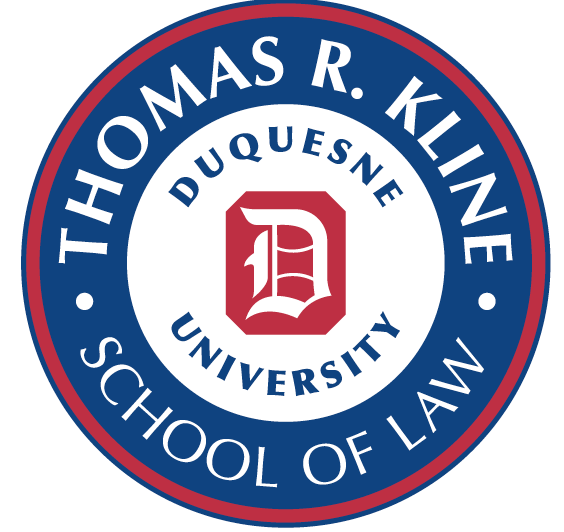 THOMAS R. KLINE
DUQUESNE
D
UNIVERSITY
SCHOOL OF LAW